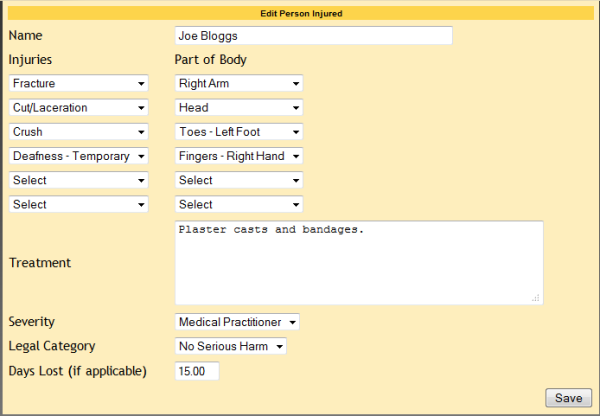 Edit Person Injured
Name Joe Bloggs
Injuries Part of Body
Fracture Right Arm
Cut/Laceration Head
Crush Toes - Left Foot
Deafness - Temporary Fingers - Right Hand
Select Select
Select Select
Plaster casts and bandages.
Treatment
Severity Medical Practitioner
Legal Category No Serious Harm
Days Lost (if applicable) 15.00
Save